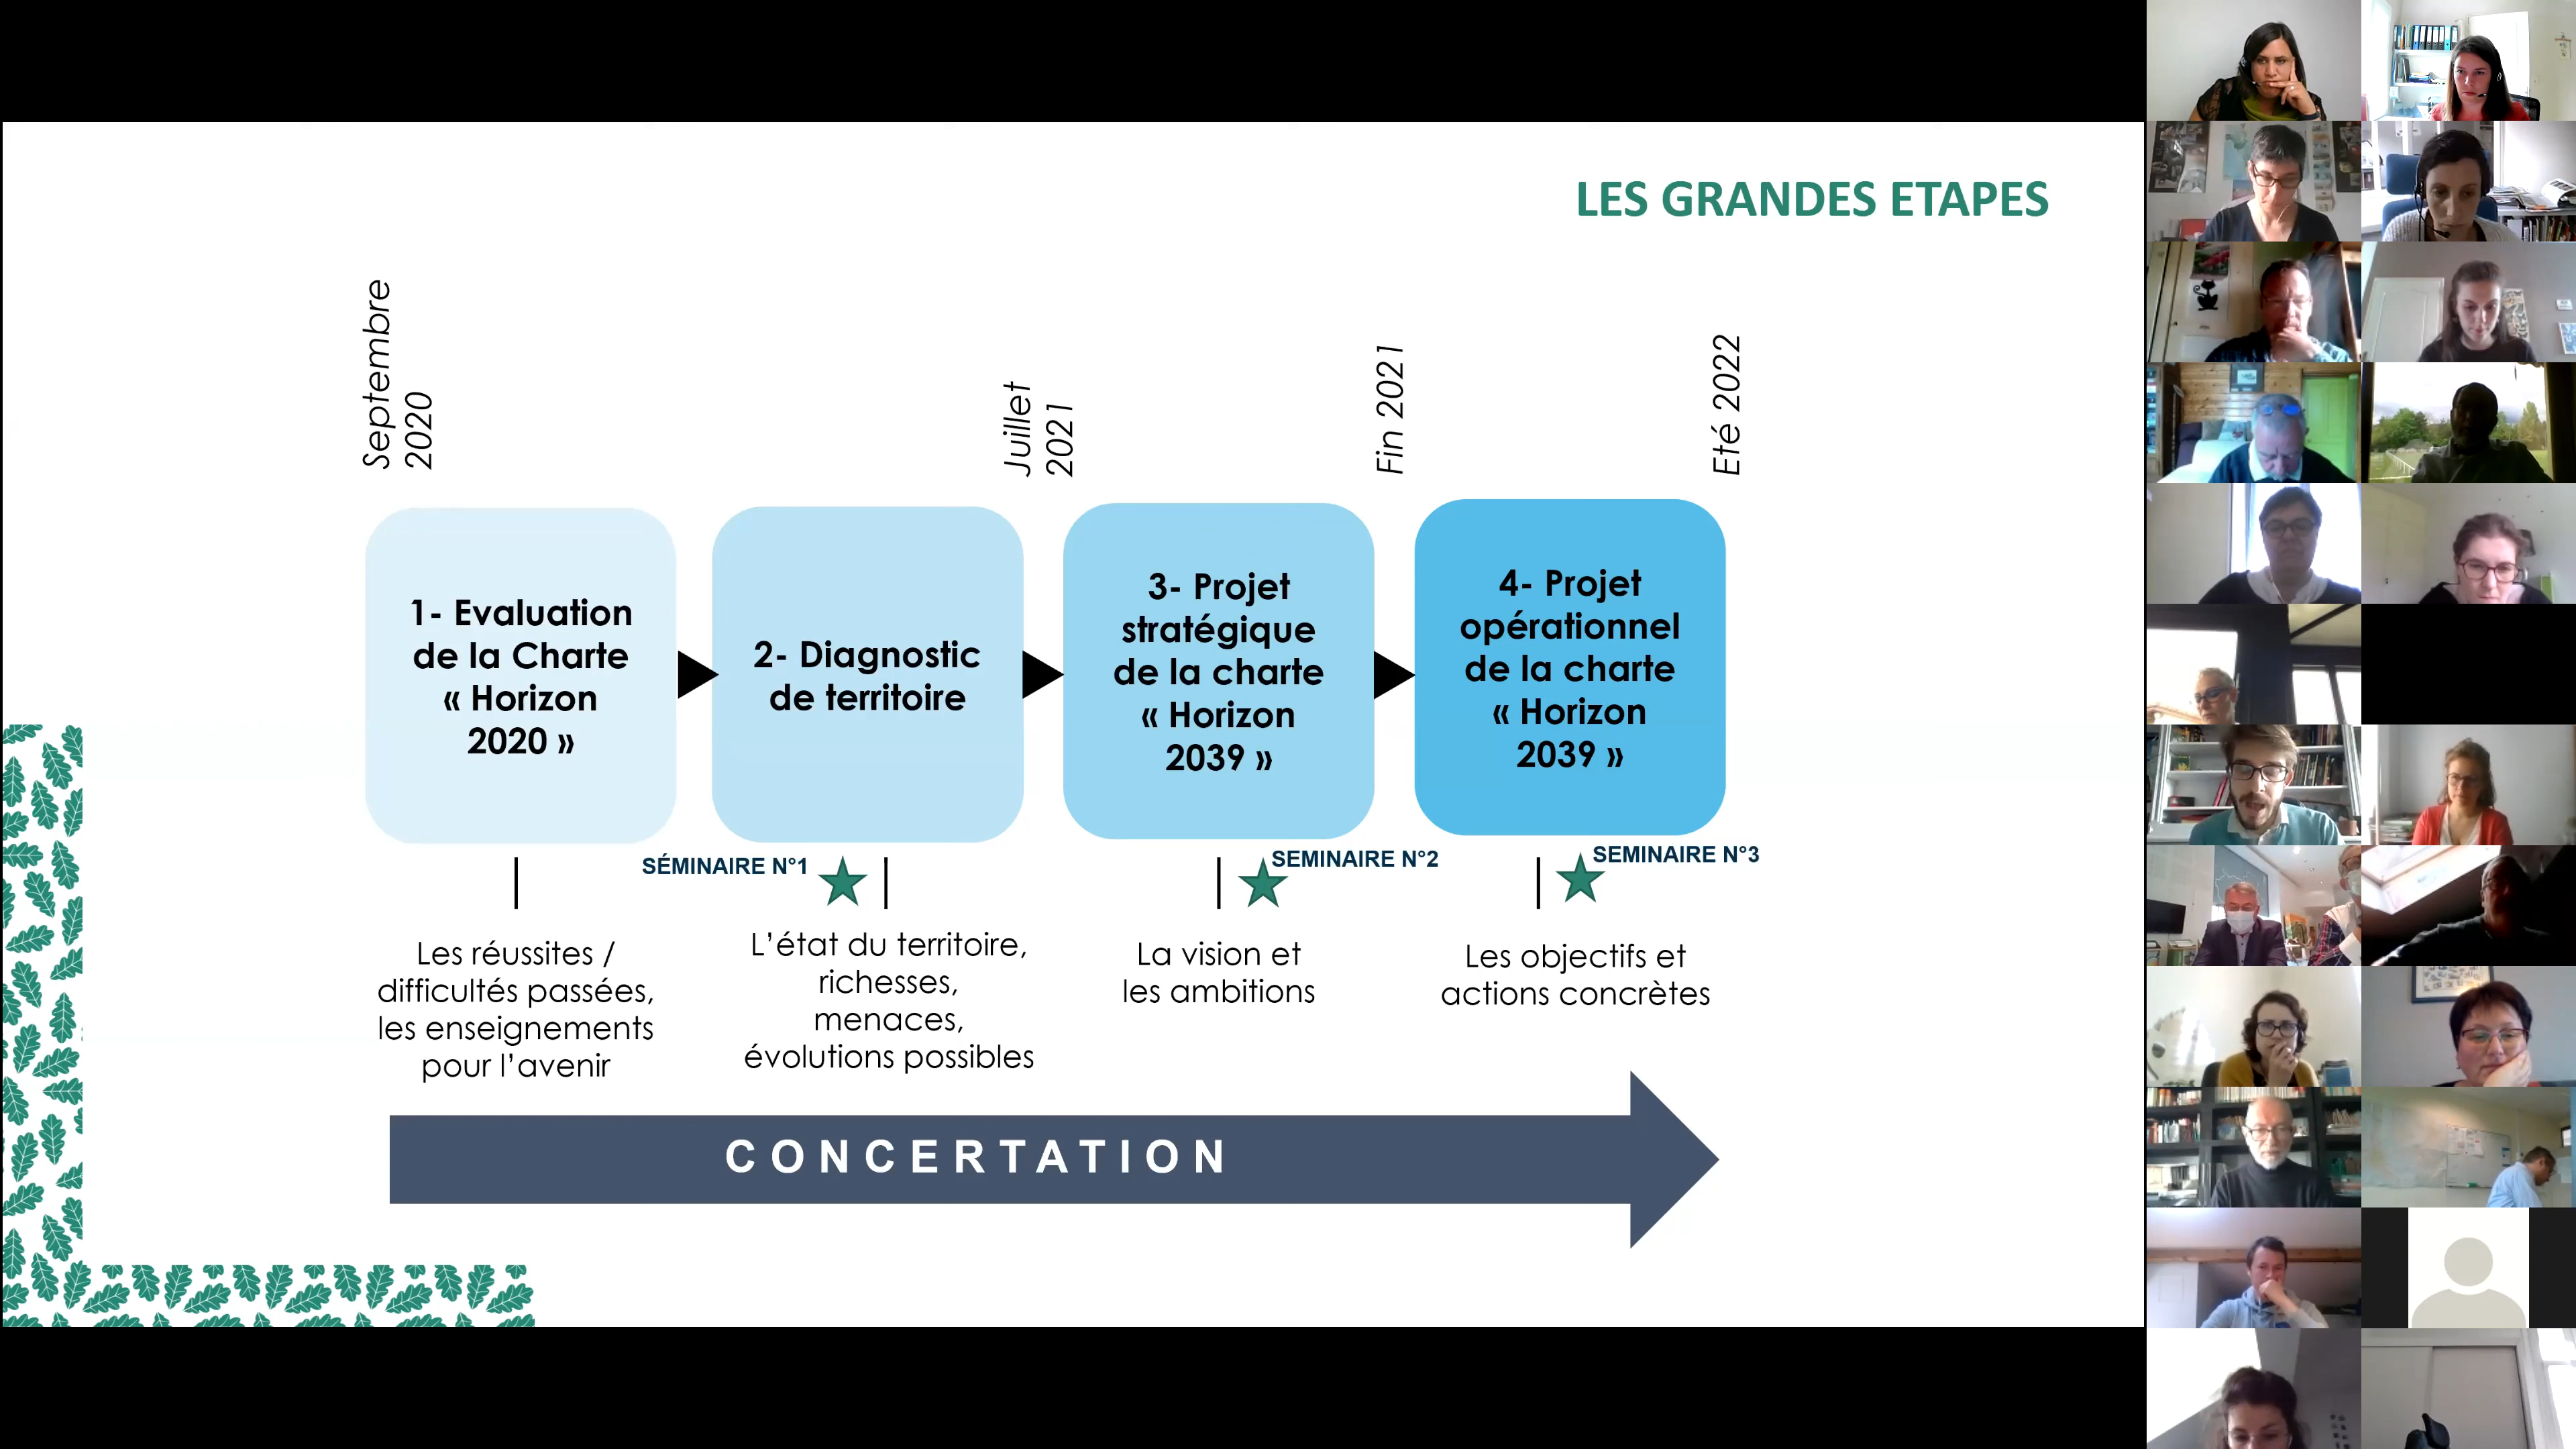 LES GRANDES ETAPES
Septembre
2020
Juillet
2021
Fin 2021
Eté 2022
1- Evaluation
de la Charte
« Horizon
2020 »
2- Diagnostic
de territoire
3- Projet
stratégique
de la charte
« Horizon
2039 »
4- Projet
opérationnel
de la charte
« Horizon
2039 »
SÉMINAIRE N°1
SEMINAIRE N°2
SEMINAIRE N°3
Les réussites /
difficultés passées,
les enseignements
pour l’avenir
L’état du territoire,
richesses,
menaces,
évolutions possibles
La vision et
les ambitions
Les objectifs et
actions concrètes
CONCERTATION